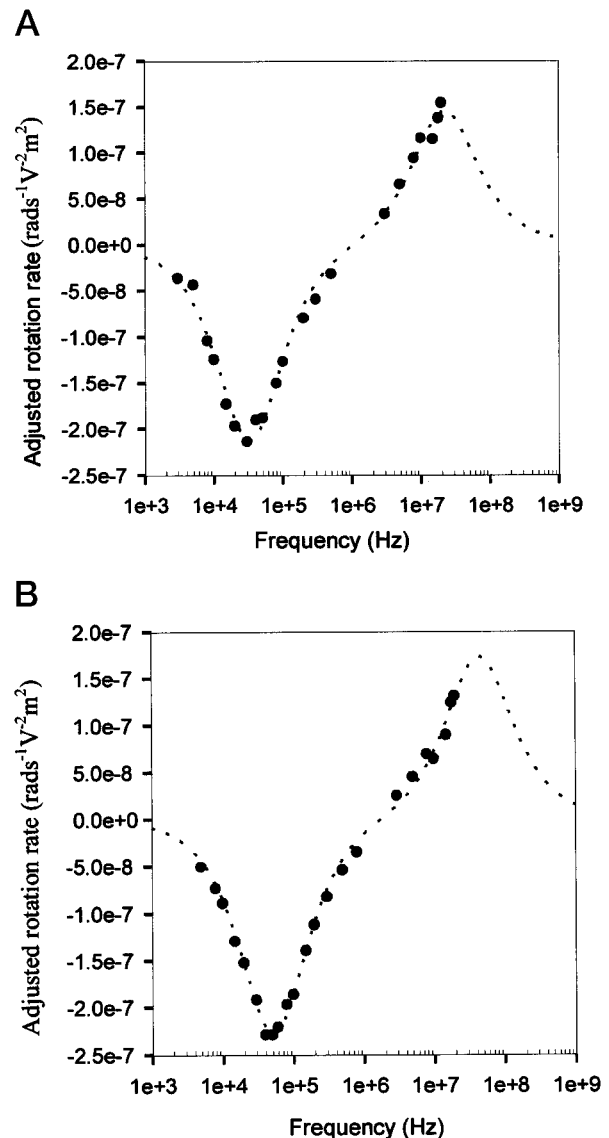 A
2.0e-7
1.5e-7
1.0e-7
5.0e-8
0.0e+0
-5.0e-8
-1.0e-7
-1.5e-7
-2.0e-7
-2.5e-7
Adjusted rotation rate (rads⁻¹V⁻²m²)
1e+3 1e+4 1e+5 1e+6 1e+7 1e+8 1e+9
Frequency (Hz)
B
2.0e-7
1.5e-7
1.0e-7
5.0e-8
0.0e+0
-5.0e-8
-1.0e-7
-1.5e-7
-2.0e-7
-2.5e-7
Adjusted rotation rate (rads⁻¹V⁻²m²)
1e+3 1e+4 1e+5 1e+6 1e+7 1e+8 1e+9
Frequency (Hz)